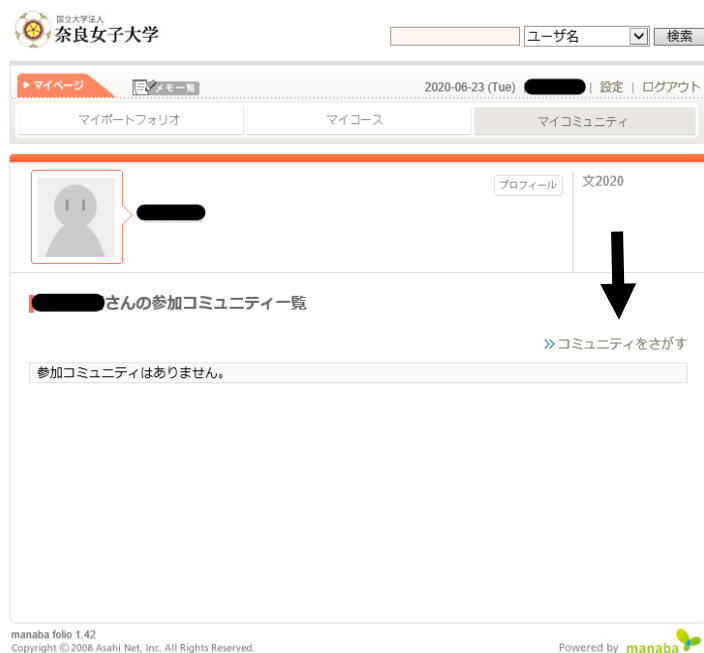 国立大学法人
奈良女子大学
ユーザ名
検索
マイページ
メモ一覧
2020-06-23 (Tue) | 設定 | ログアウト
マイポートフォリオ
マイコース
マイコミュニティ
プロフィール
文2020
さんの参加コミュニティ一覧
» コミュニティをさがす
参加コミュニティはありません。
manaba folio 1.42
Copyright © 2008 Asahi Net, Inc. All Rights Reserved.
Powered by manaba